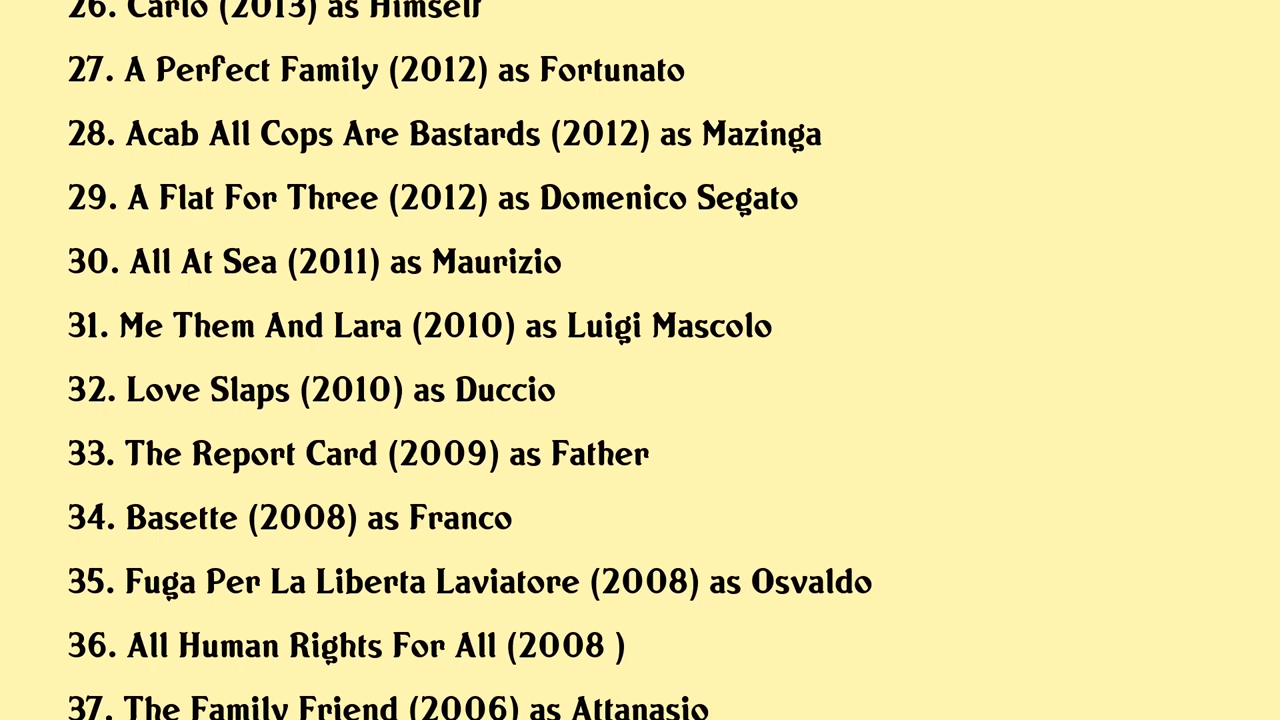 26. Carlo (2013) as Himself
27. A Perfect Family (2012) as Fortunato
28. Acab All Cops Are Bastards (2012) as Mazinga
29. A Flat For Three (2012) as Domenico Segato
30. All At Sea (2011) as Maurizio
31. Me Them And Lara (2010) as Luigi Mascolo
32. Love Slaps (2010) as Duccio
33. The Report Card (2009) as Father
34. Basette (2008) as Franco
35. Fuga Per La Liberta Laviatore (2008) as Osvaldo
36. All Human Rights For All (2008 )
37. The Family Friend (2006) as Attanasio